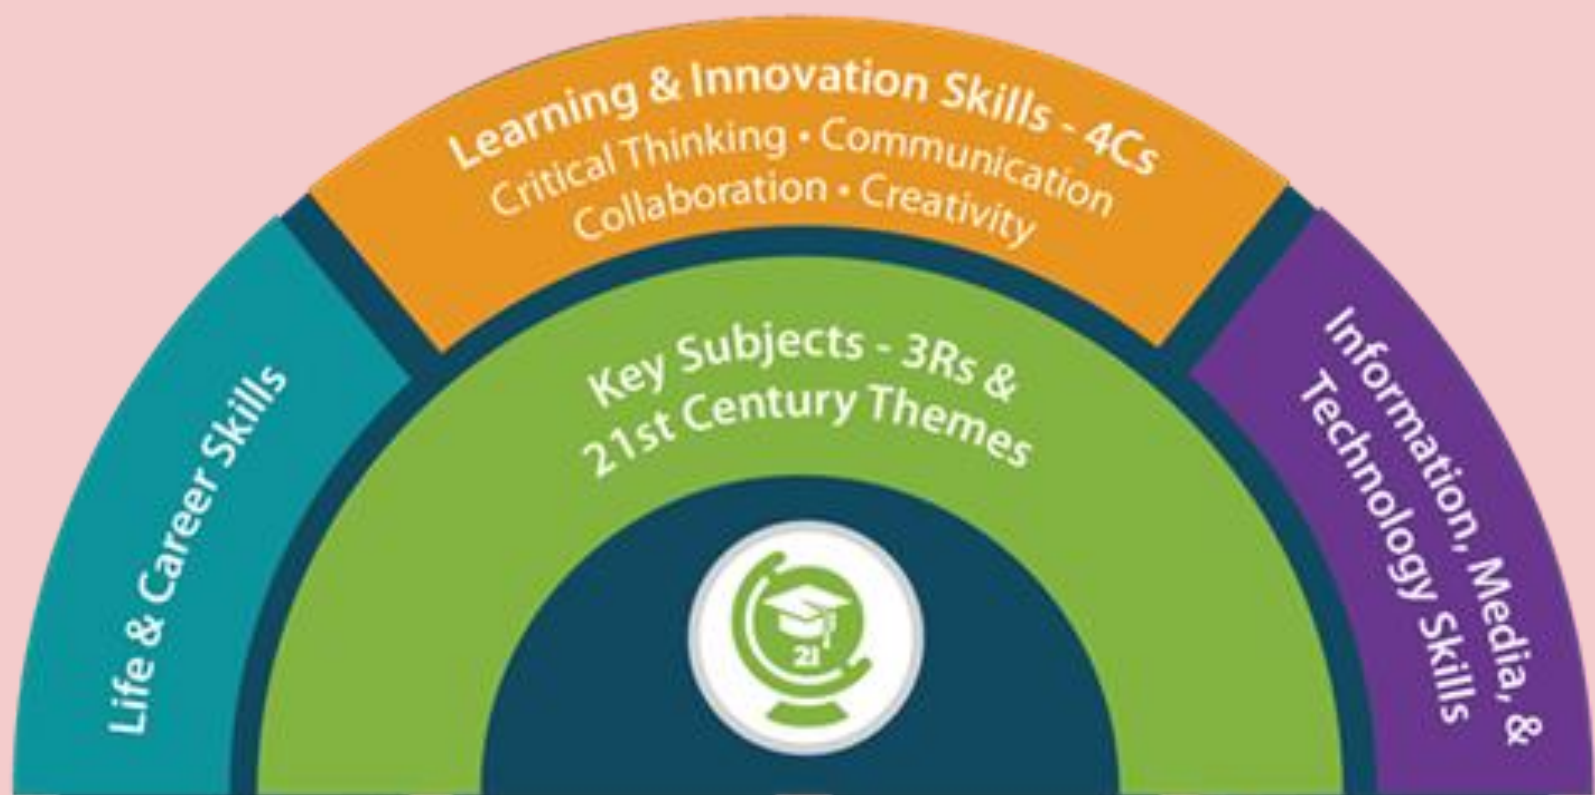 Learning & Innovation Skills - 4Cs
Critical Thinking • Communication
Collaboration • Creativity
Life & Career Skills
Key Subjects - 3Rs &
21st Century Themes
Information, Media, &
Technology Skills
21